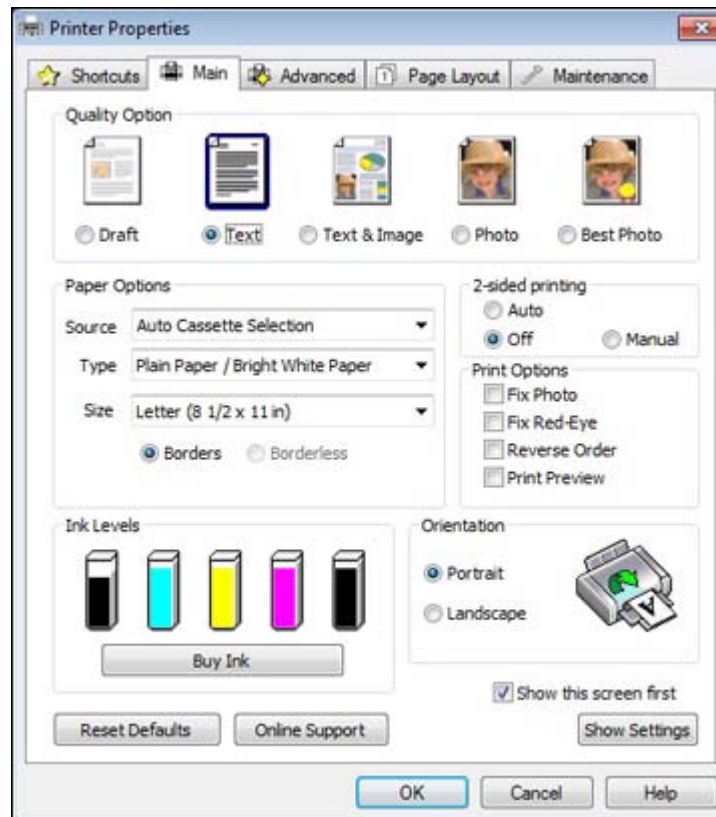 Printer Properties
Shortcuts Main Advanced 1 Page Layout Maintenance
Quality Option
Draft Text Text & Image Photo Best Photo
Paper Options
Source Auto Cassette Selection
Type Plain Paper / Bright White Paper
Size Letter (8 1/2 x 11 in)
Borders Borderless
2-sided printing
Auto
Off Manual
Print Options
Fix Photo
Fix Red-Eye
Reverse Order
Print Preview
Ink Levels
Buy Ink
Orientation
Portrait
Landscape
A
Show this screen first
Reset Defaults Online Support Show Settings
OK Cancel Help